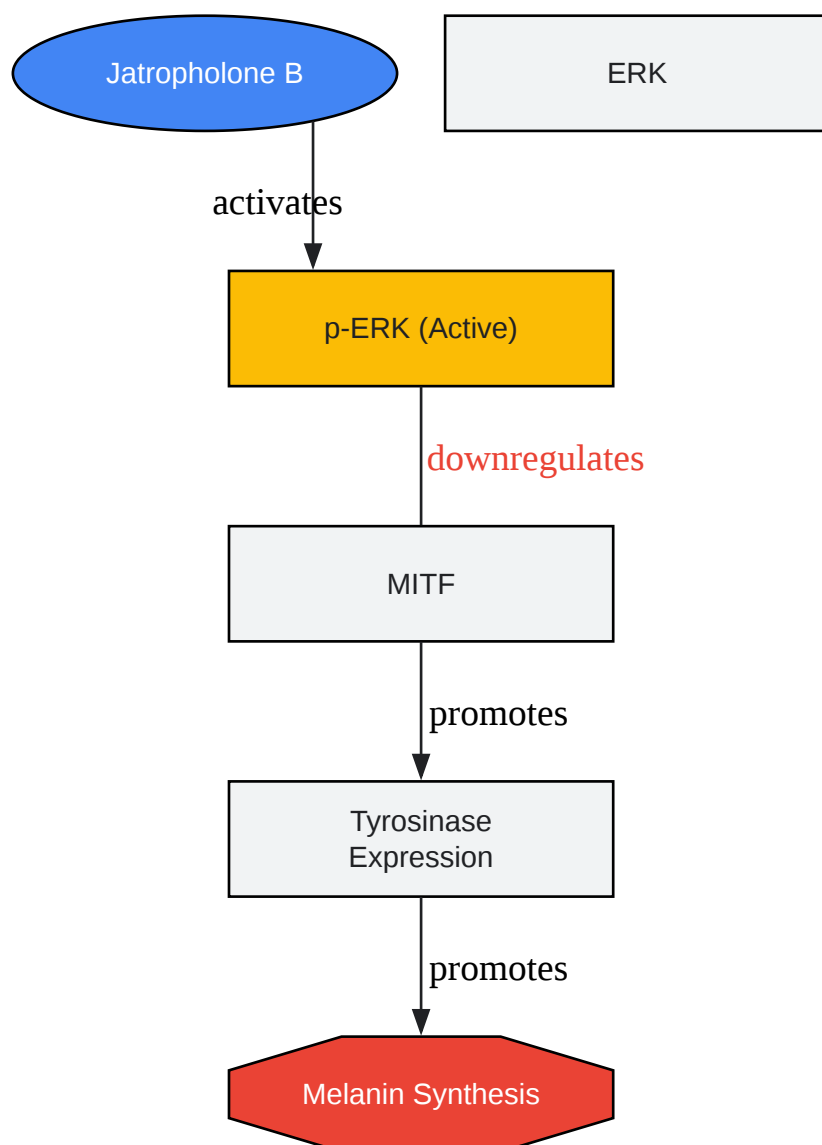 Jatropholone B
ERK
activates
p-ERK (Active)
downregulates
MITF
promotes
Tyrosinase
Expression
promotes
Melanin Synthesis